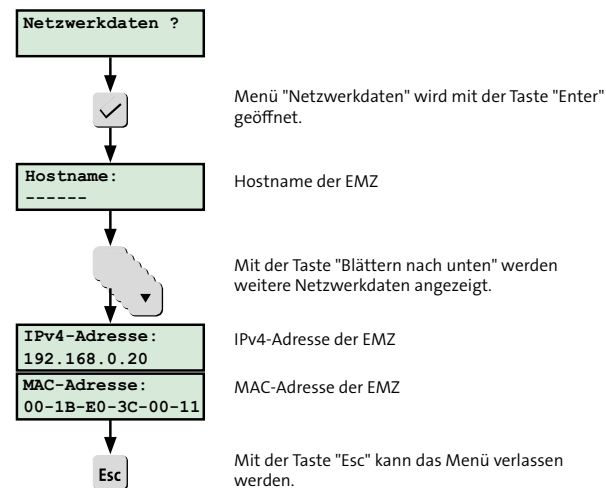 Netzwerkdaten ?
Menü "Netzwerkdaten" wird mit der Taste "Enter"
geöffnet.
Hostname:
------
Hostname der EMZ
Mit der Taste "Blättern nach unten" werden
weitere Netzwerkdaten angezeigt.
IPv4-Adresse:
192.168.0.20
IPv4-Adresse der EMZ
MAC-Adresse:
00-1B-E0-3C-00-11
MAC-Adresse der EMZ
Esc
Mit der Taste "Esc" kann das Menü verlassen
werden.